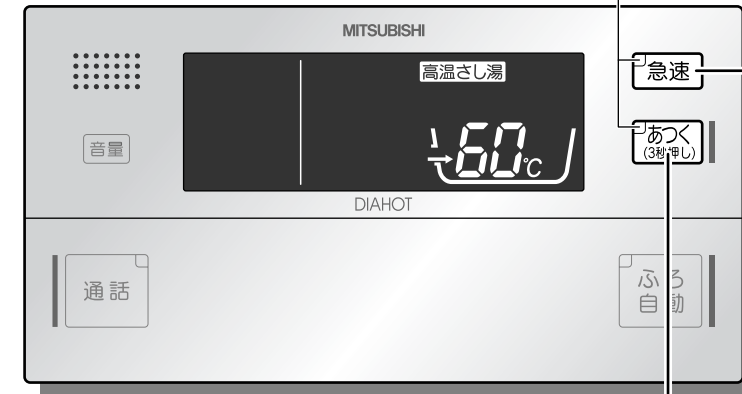 MITSUBISHI
高温さし湯
急速
音量
60℃
あつく
(3秒押し)
DIAHOT
通話
ふろ
自動